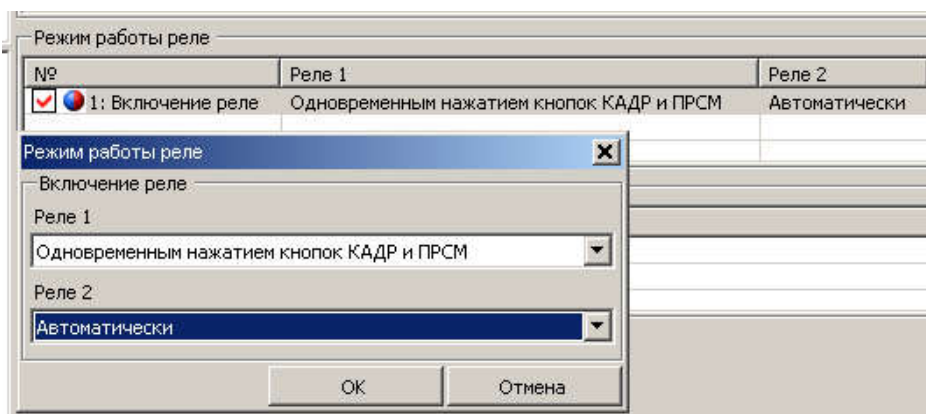 Режим работы реле
№ Реле 1 Реле 2
1: Включение реле Одновременным нажатием кнопок КАДР и ПРСМ Автоматически
Режим работы реле
Включение реле
Реле 1
Одновременным нажатием кнопок КАДР и ПРСМ
Реле 2
Автоматически
OK Отмена